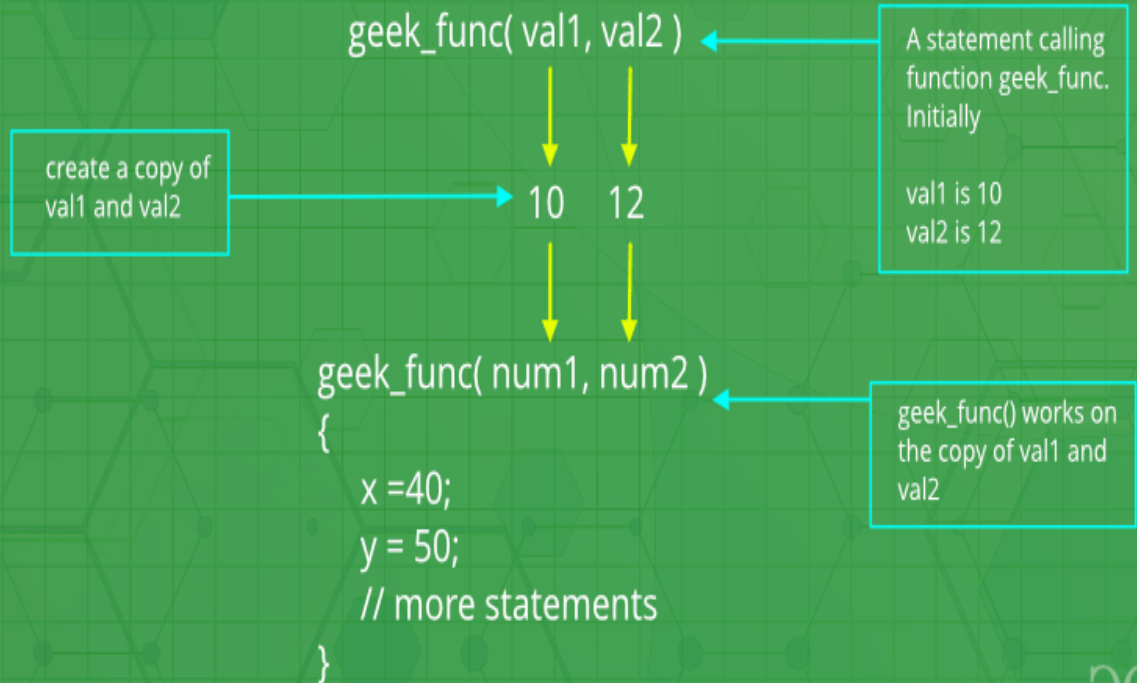 geek_func( val1, val2 )
A statement calling
function geek_func.
Initially
val1 is 10
val2 is 12
create a copy of
val1 and val2
10 12
geek_func( num1, num2 )
{
x =40;
y = 50;
// more statements
}
geek_func() works on
the copy of val1 and
val2